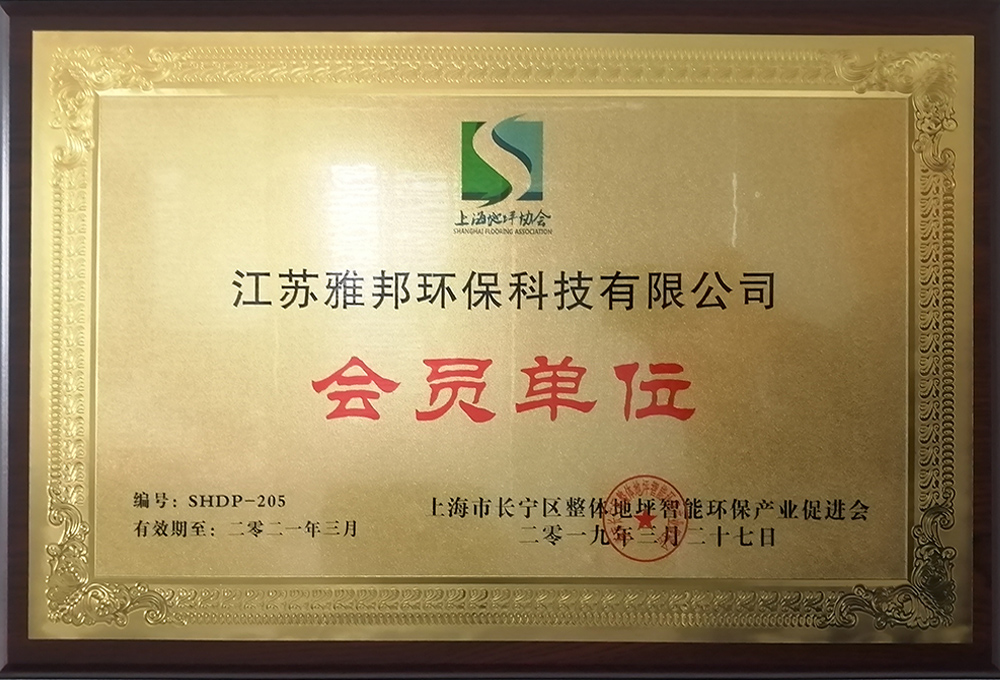 上海地坪协会
SHANGHAI FLOORING ASSOCIATION
江苏雅邦环保科技有限公司
会员单位
编号：SHDP-205
有效期至：二零二一年三月
上海市长宁区整体地坪智能环保产业促进会
二零一九年三月二十七日